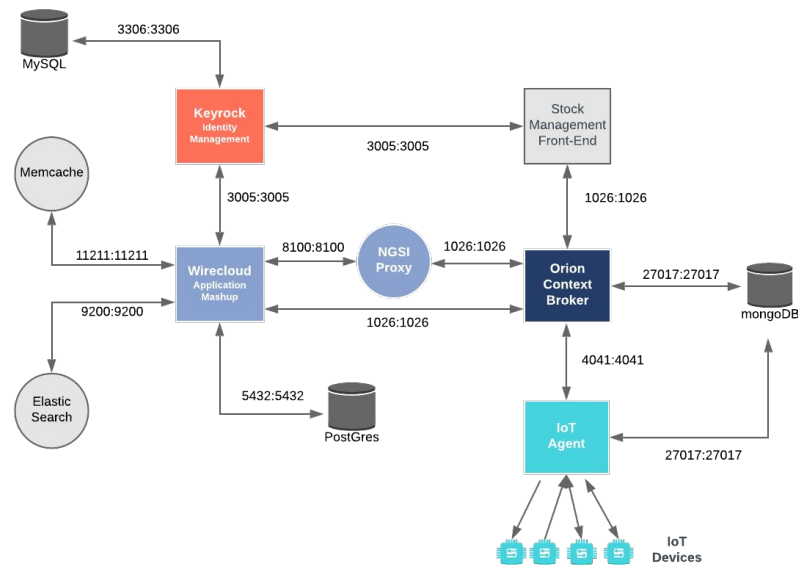 3306:3306
MySQL
Keyrock
Identity
Management
Stock
Management
Front-End
3005:3005
Memcache
3005:3005
1026:1026
11211:11211
8100:8100
NGSI
Proxy
1026:1026
Wirecloud
Application
Mashup
Orion
Context
Broker
27017:27017
mongoDB
9200:9200
1026:1026
4041:4041
Elastic
Search
5432:5432
PostGres
IoT
Agent
27017:27017
IoT
Devices